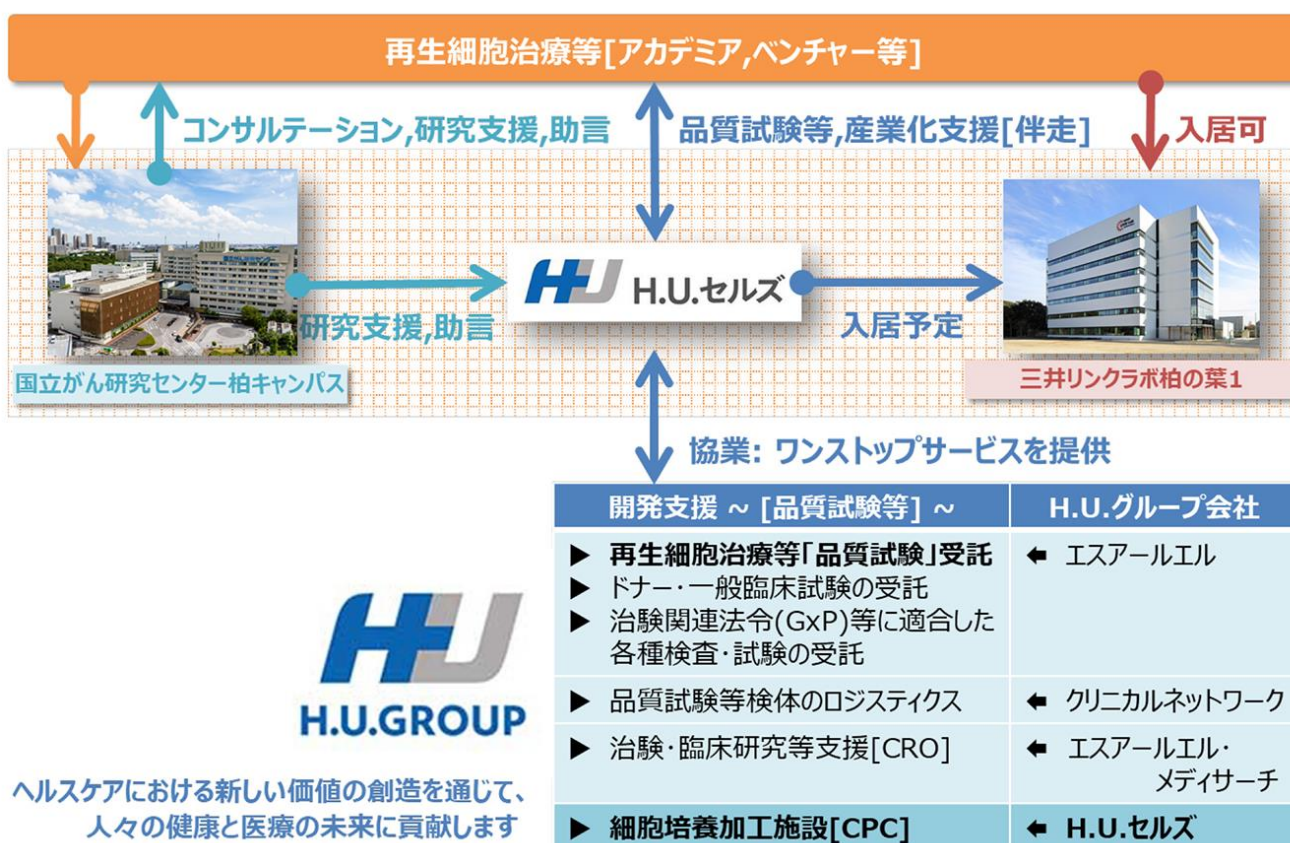 再生細胞治療等[アカデミア,ベンチャー等]
コンサルテーション,研究支援,助言
品質試験等,産業化支援[伴走]
入居可
研究支援,助言
HU H.U.セルズ
入居予定
国立がん研究センター柏キャンパス
三井リンクラボ柏の葉1
協業: ワンストップサービスを提供
開発支援 ~ [品質試験等] ~
H.U.グループ会社
▶ 再生細胞治療等「品質試験」受託
← エスアールエル
▶ ドナー・一般臨床試験の受託
▶ 治験関連法令(GxP)等に適合した
各種検査・試験の受託
▶ 品質試験等検体のロジスティクス
← クリニカルネットワーク
▶ 治験・臨床研究等支援[CRO]
← エスアールエル・
メディサーチ
▶ 細胞培養加工施設[CPC]
← H.U.セルズ
HU
H.U.GROUP
ヘルスケアにおける新しい価値の創造を通じて、
人々の健康と医療の未来に貢献します